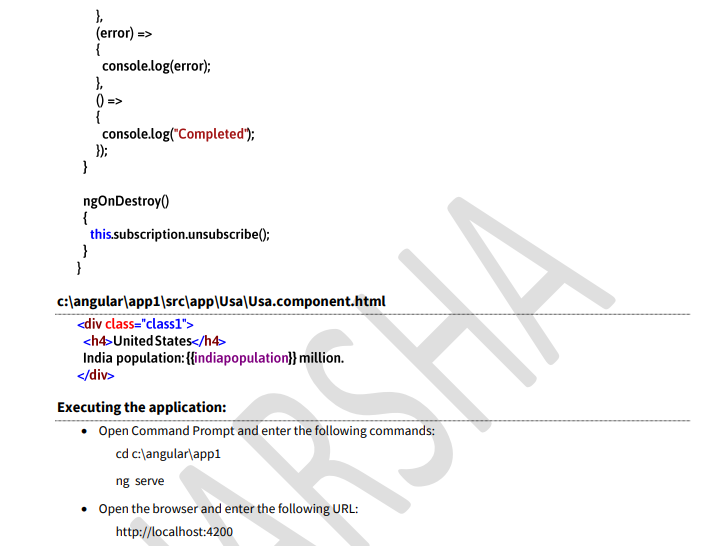 },
(error) =>
{
console.log(error);
},
() =>
{
console.log("Completed");
});
}
ngOnDestroy()
{
this.subscription.unsubscribe();
}
}
c:\angular\app1\src\app\Usa\Usa.component.html
<div class="class1">
<h4>United States</h4>
India population: {{indiapopulation}} million.
</div>
Executing the application:
• Open Command Prompt and enter the following commands:
cd c:\angular\app1
ng serve
• Open the browser and enter the following URL:
http://localhost:4200
ARSHA